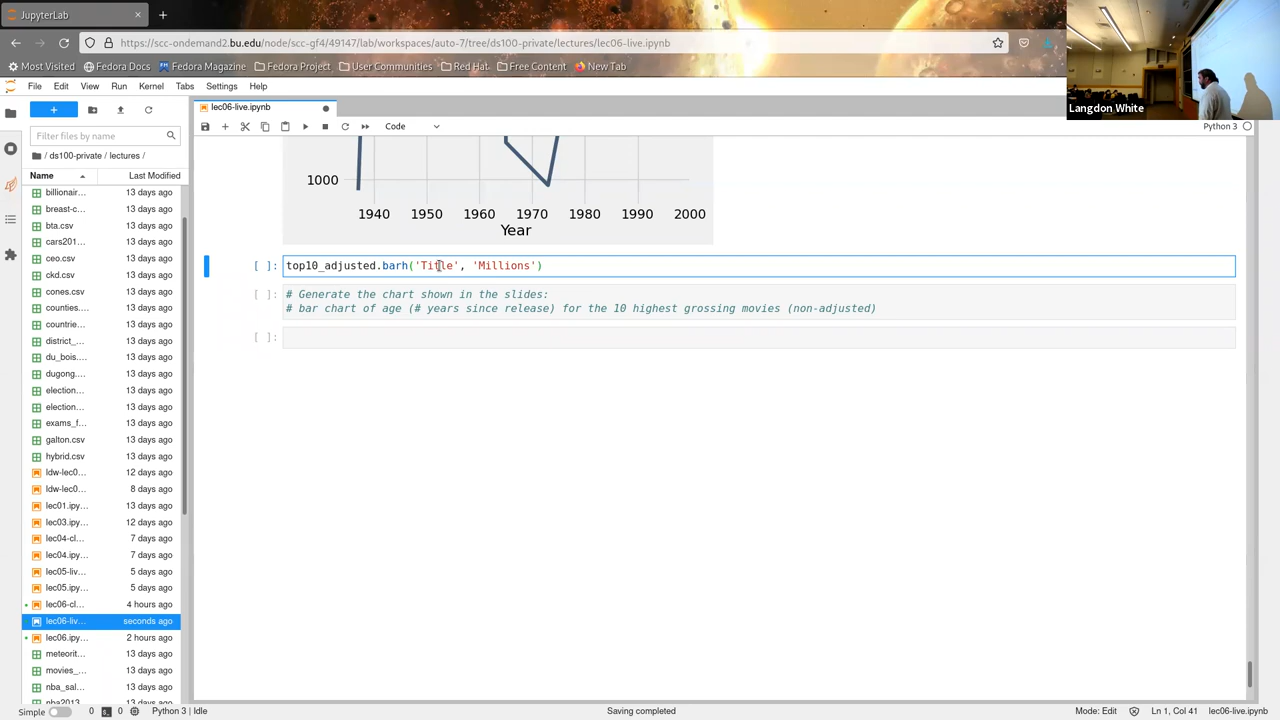 JupyterLab
https://scc-ondemand2.bu.edu/node/scc-gf4/49147/lab/workspaces/auto-7/tree/ds100-private/lectures/lec06-live.ipynb
Most Visited
Fedora Docs
Fedora Magazine
Fedora Project
User Communities
Red Hat
Free Content
New Tab
Langdon White
File Edit View Run Kernel Tabs Settings Help
lec06-live.ipynb
Code
Python 3
Filter files by name
/ ds100-private / lectures /
Name Last Modified
billionair... 13 days ago
breast-c... 13 days ago
bta.csv 13 days ago
cars201... 13 days ago
ceo.csv 13 days ago
ckd.csv 13 days ago
cones.csv 13 days ago
counties.... 13 days ago
countrie... 13 days ago
district_... 13 days ago
du_bois.... 13 days ago
dugong.... 13 days ago
election... 13 days ago
election... 13 days ago
exams_f... 13 days ago
galton.csv 13 days ago
hybrid.csv 13 days ago
ldw-lec0... 12 days ago
ldw-lec0... 8 days ago
lec01.ipy... 13 days ago
lec03.ipy... 12 days ago
lec04-cl... 7 days ago
lec04.ipy... 7 days ago
lec05-liv... 5 days ago
lec05.ipy... 5 days ago
lec06-cl... 4 hours ago
lec06-liv... seconds ago
lec06.ipy... 2 hours ago
meteorit... 13 days ago
movies_... 13 days ago
nba_sal... 13 days ago
nba2013... 13 days ago
1000
1940 1950 1960 1970 1980 1990 2000
Year
[ ]: top10_adjusted.barh('Title', 'Millions')
[ ]: # Generate the chart shown in the slides:
# bar chart of age (# years since release) for the 10 highest grossing movies (non-adjusted)
[ ]:
Simple 0 0 Python 3 | Idle Saving completed Mode: Edit Ln 1, Col 41 lec06-live.ipynb